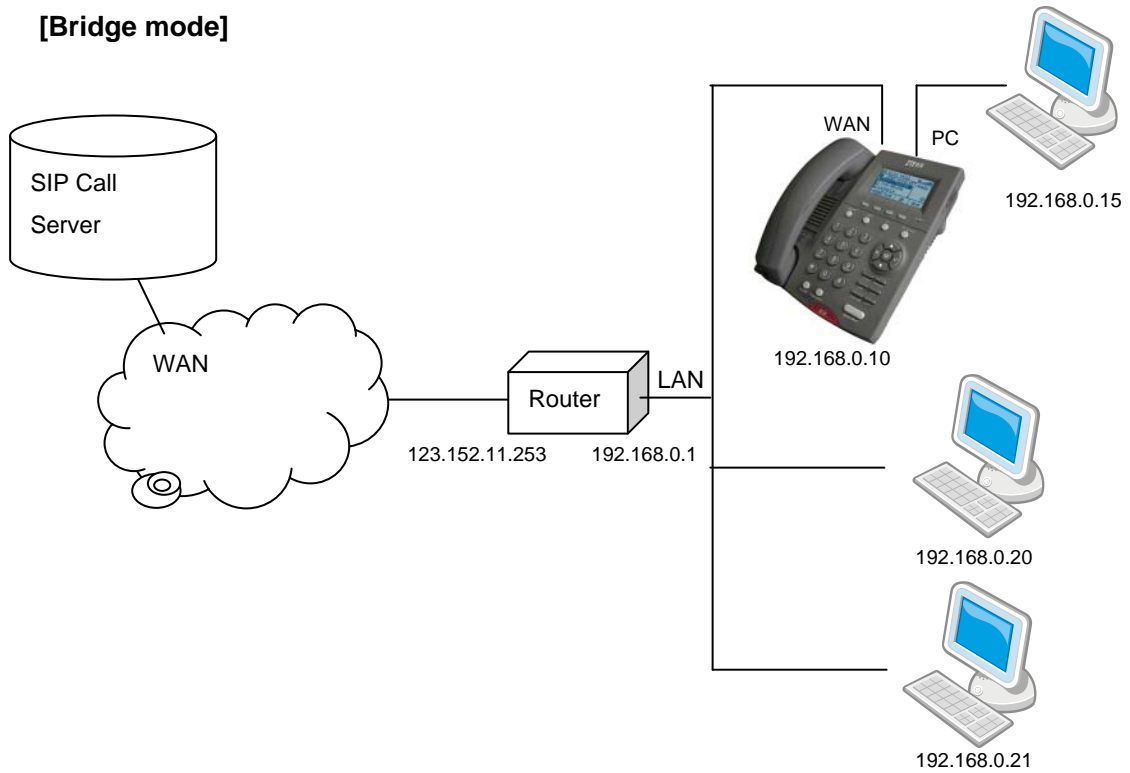 [Bridge mode]
SIP Call
Server
WAN
Router
LAN
123.152.11.253
192.168.0.1
WAN
PC
192.168.0.15
192.168.0.10
192.168.0.20
192.168.0.21